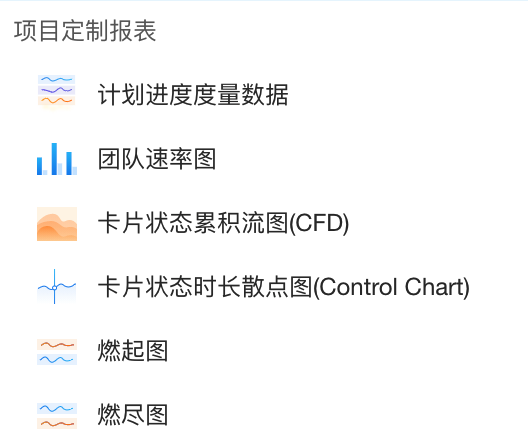 项目定制报表
计划进度度量数据
团队速率图
卡片状态累积流图(CFD)
卡片状态时长散点图(Control Chart)
燃起图
燃尽图